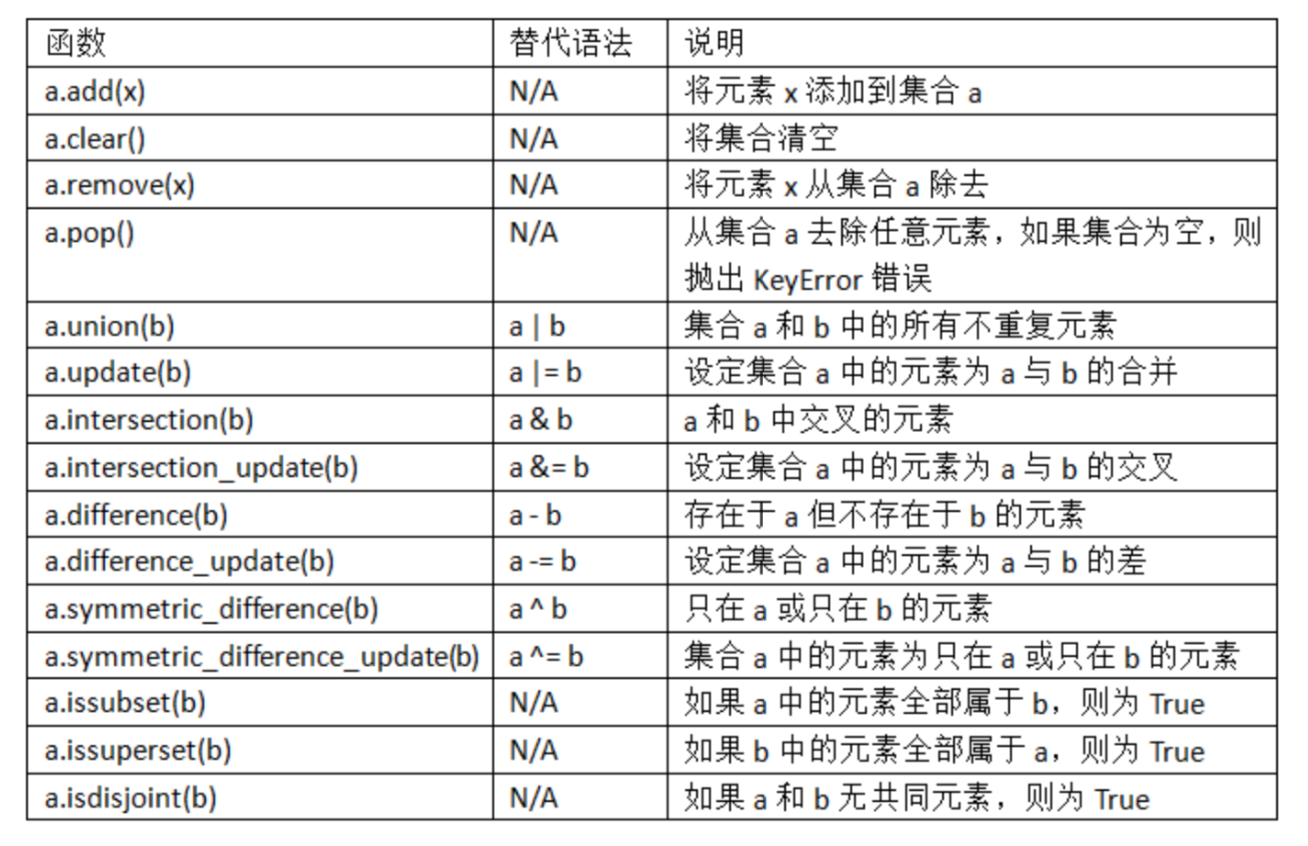 函数 替代语法 说明
a.add(x) N/A 将元素 x 添加到集合 a
a.clear() N/A 将集合清空
a.remove(x) N/A 将元素 x 从集合 a 除去
a.pop() N/A 从集合 a 去除任意元素，如果集合为空，则
抛出 KeyError 错误
a.union(b) a | b 集合 a 和 b 中的所有不重复元素
a.update(b) a |= b 设定集合 a 中的元素为 a 与 b 的合并
a.intersection(b) a & b a 和 b 中交叉的元素
a.intersection_update(b) a &= b 设定集合 a 中的元素为 a 与 b 的交叉
a.difference(b) a - b 存在于 a 但不存在于 b 的元素
a.difference_update(b) a -= b 设定集合 a 中的元素为 a 与 b 的差
a.symmetric_difference(b) a ^ b 只在 a 或只在 b 的元素
a.symmetric_difference_update(b) a ^= b 集合 a 中的元素为只在 a 或只在 b 的元素
a.issubset(b) N/A 如果 a 中的元素全部属于 b，则为 True
a.issuperset(b) N/A 如果 b 中的元素全部属于 a，则为 True
a.isdisjoint(b) N/A 如果 a 和 b 无共同元素，则为 True